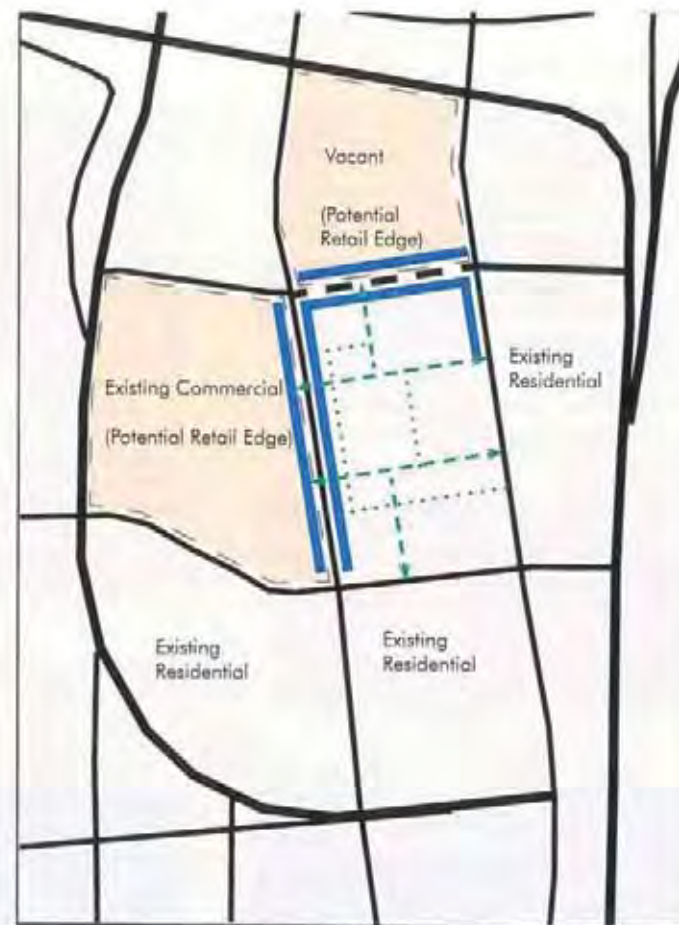 Vacant
(Potential
Retail Edge)
Existing Commercial
(Potential Retail Edge)
Existing
Residential
Existing
Residential
Existing
Residential